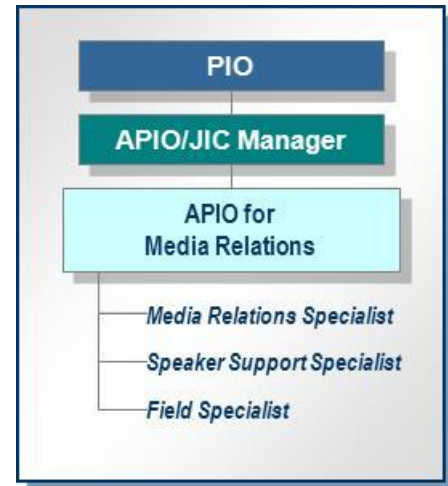 PIO
APIO/JIC Manager
APIO for
Media Relations
Media Relations Specialist
Speaker Support Specialist
Field Specialist